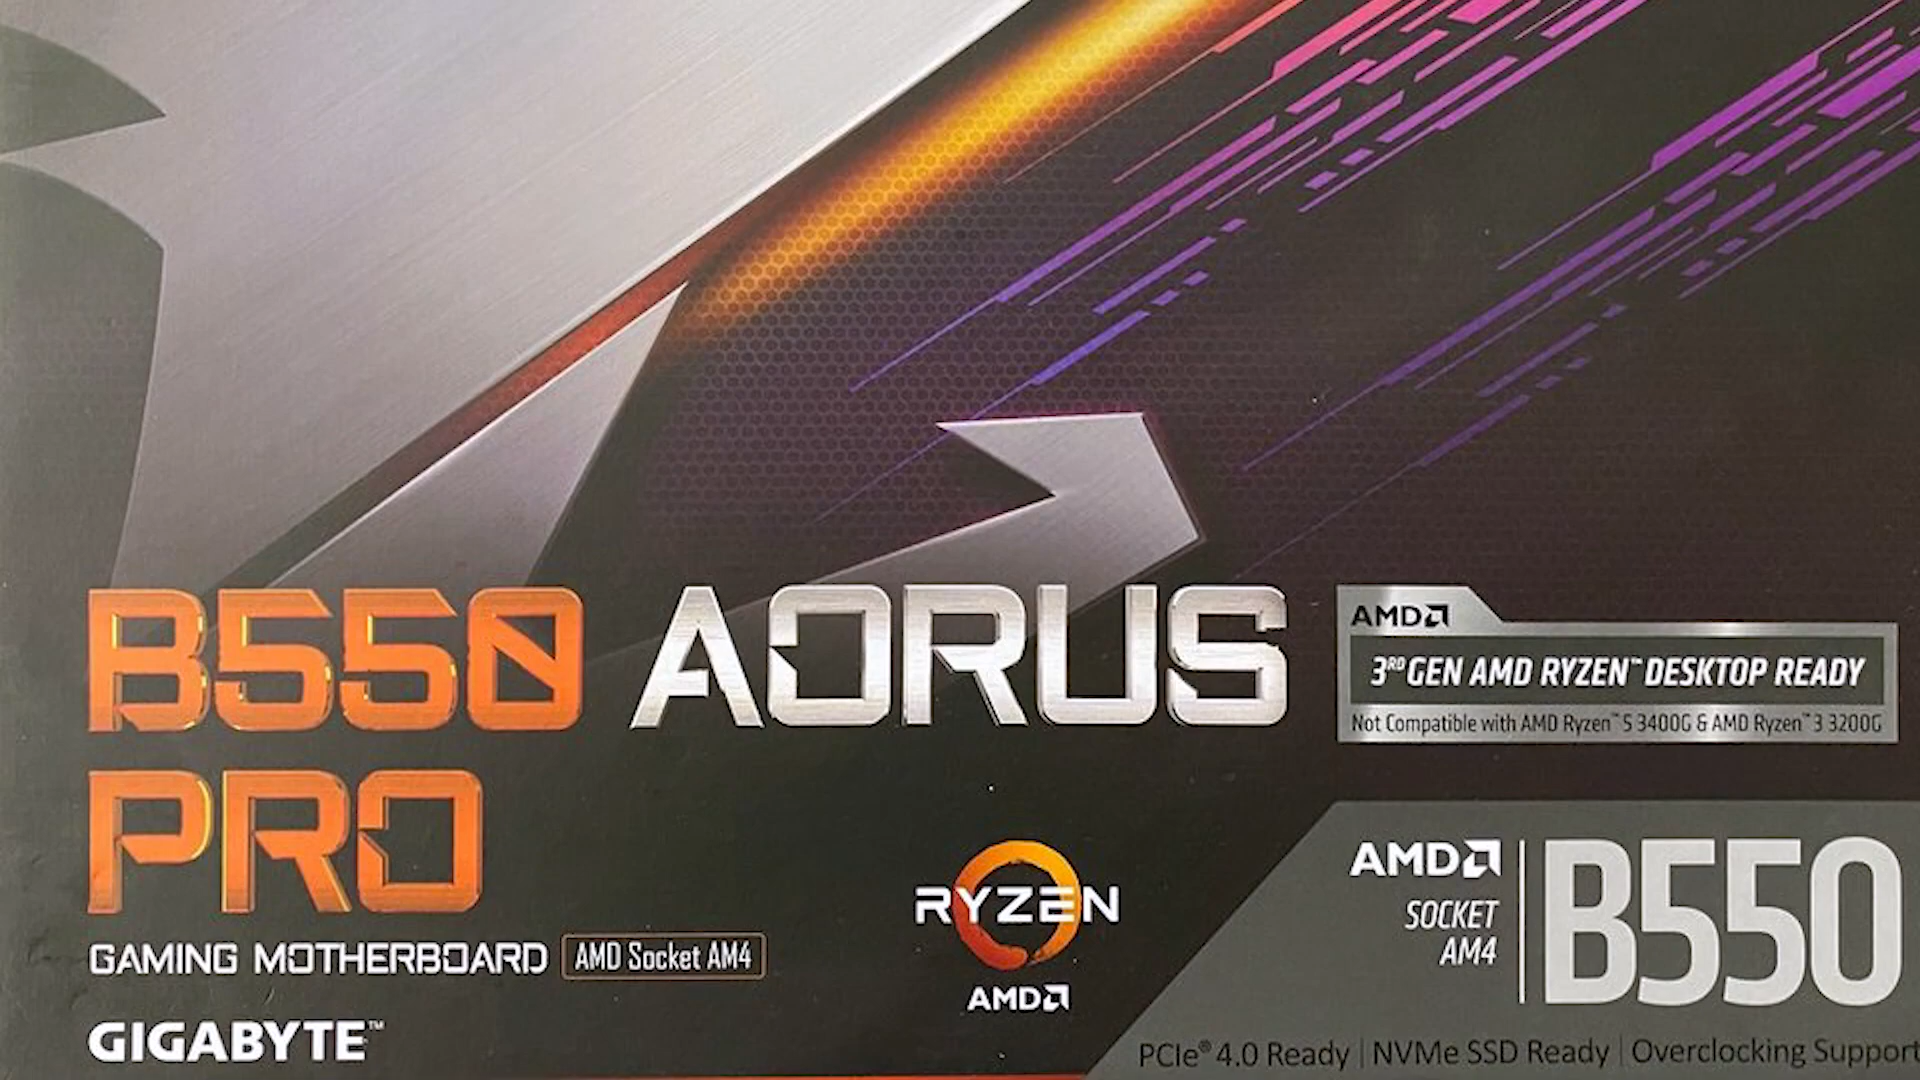 B550 AORUS
PRO
GAMING MOTHERBOARD AMD Socket AM4
GIGABYTE™
RYZEN
AMD
AMD
3RD GEN AMD RYZEN™ DESKTOP READY
Not Compatible with AMD Ryzen™ 5 3400G & AMD Ryzen™ 3 3200G
AMD
SOCKET
AM4
B550
PCIe® 4.0 Ready | NVMe SSD Ready | Overclocking Support